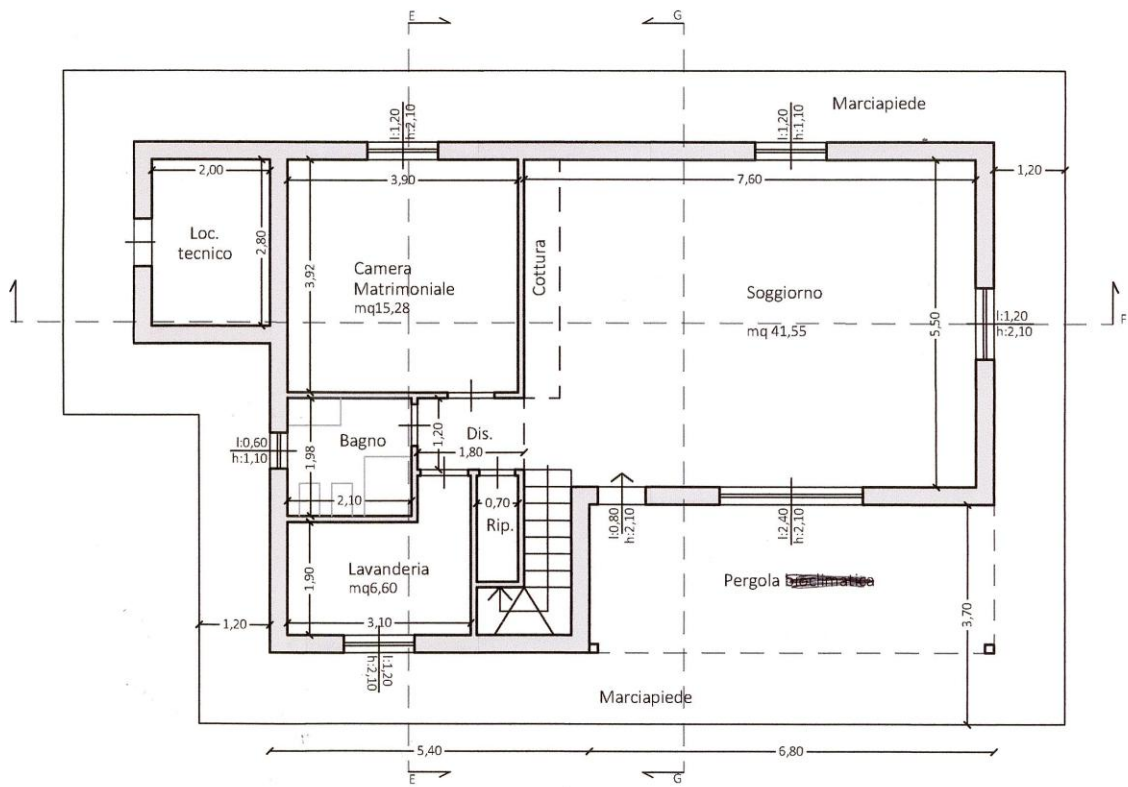 E
G
Marciapiede
l:1,20
h:2,10
l:1,20
h:1,10
2,00
3,90
7,60
1,20
Loc.
tecnico
2,80
3,92
Camera
Matrimoniale
mq15,28
Cottura
Soggiorno
mq 41,55
5,50
l:1,20
h:2,10
F
l:0,60
h:1,10
1,98
Bagno
2,10
1,20
Dis.
1,80
0,70
Rip.
l:0,80
h:2,10
l:2,40
h:2,10
Lavanderia
mq6,60
1,90
3,10
Pergola bioclimatica
3,70
1,20
l:1,20
h:2,10
Marciapiede
5,40
6,80
E
G